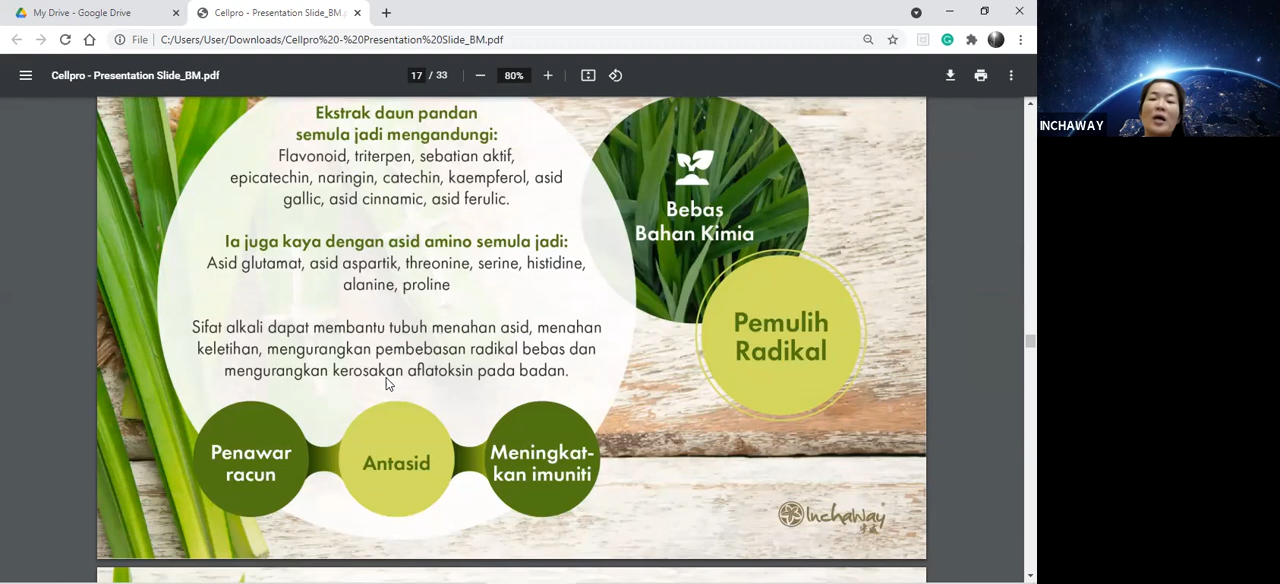 My Drive - Google Drive
Cellpro - Presentation Slide_BM.p
File
C:/Users/User/Downloads/Cellpro%20-%20Presentation%20Slide_BM.pdf
Cellpro - Presentation Slide_BM.pdf
17 / 33
80%
INCHAWAY
Ekstrak daun pandan
semula jadi mengandungi:
Flavonoid, triterpen, sebatian aktif,
epicatechin, naringin, catechin, kaempferol, asid
gallic, asid cinnamic, asid ferulic.
Ia juga kaya dengan asid amino semula jadi:
Asid glutamat, asid aspartik, threonine, serine, histidine,
alanine, proline
Sifat alkali dapat membantu tubuh menahan asid, menahan
keletihan, mengurangkan pembebasan radikal bebas dan
mengurangkan kerosakan aflatoksin pada badan.
Bebas
Bahan Kimia
Pemulih
Radikal
Penawar
racun
Antasid
Meningkat-
kan imuniti
Inchaway